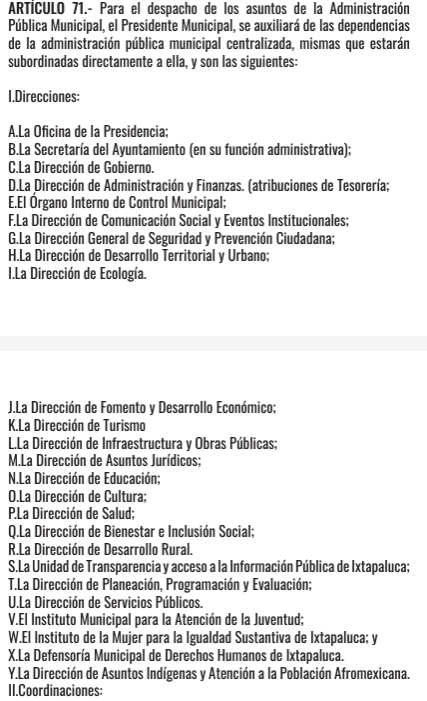 ARTÍCULO 71.- Para el despacho de los asuntos de la Administración
Pública Municipal, el Presidente Municipal, se auxiliará de las dependencias
de la administración pública municipal centralizada, mismas que estarán
subordinadas directamente a ella, y son las siguientes:
I.Direcciones:
A.La Oficina de la Presidencia;
B.La Secretaría del Ayuntamiento (en su función administrativa);
C.La Dirección de Gobierno.
D.La Dirección de Administración y Finanzas. (atribuciones de Tesorería;
E.El Órgano Interno de Control Municipal;
F.La Dirección de Comunicación Social y Eventos Institucionales;
G.La Dirección General de Seguridad y Prevención Ciudadana;
H.La Dirección de Desarrollo Territorial y Urbano;
I.La Dirección de Ecología.
J.La Dirección de Fomento y Desarrollo Económico;
K.La Dirección de Turismo
L.La Dirección de Infraestructura y Obras Públicas;
M.La Dirección de Asuntos Jurídicos;
N.La Dirección de Educación;
O.La Dirección de Cultura;
P.La Dirección de Salud;
Q.La Dirección de Bienestar e Inclusión Social;
R.La Dirección de Desarrollo Rural.
S.La Unidad de Transparencia y acceso a la Información Pública de Ixtapaluca;
T.La Dirección de Planeación, Programación y Evaluación;
U.La Dirección de Servicios Públicos.
V.El Instituto Municipal para la Atención de la Juventud;
W.El Instituto de la Mujer para la Igualdad Sustantiva de Ixtapaluca; y
X.La Defensoría Municipal de Derechos Humanos de Ixtapaluca.
Y.La Dirección de Asuntos Indígenas y Atención a la Población Afromexicana.
II.Coordinaciones: